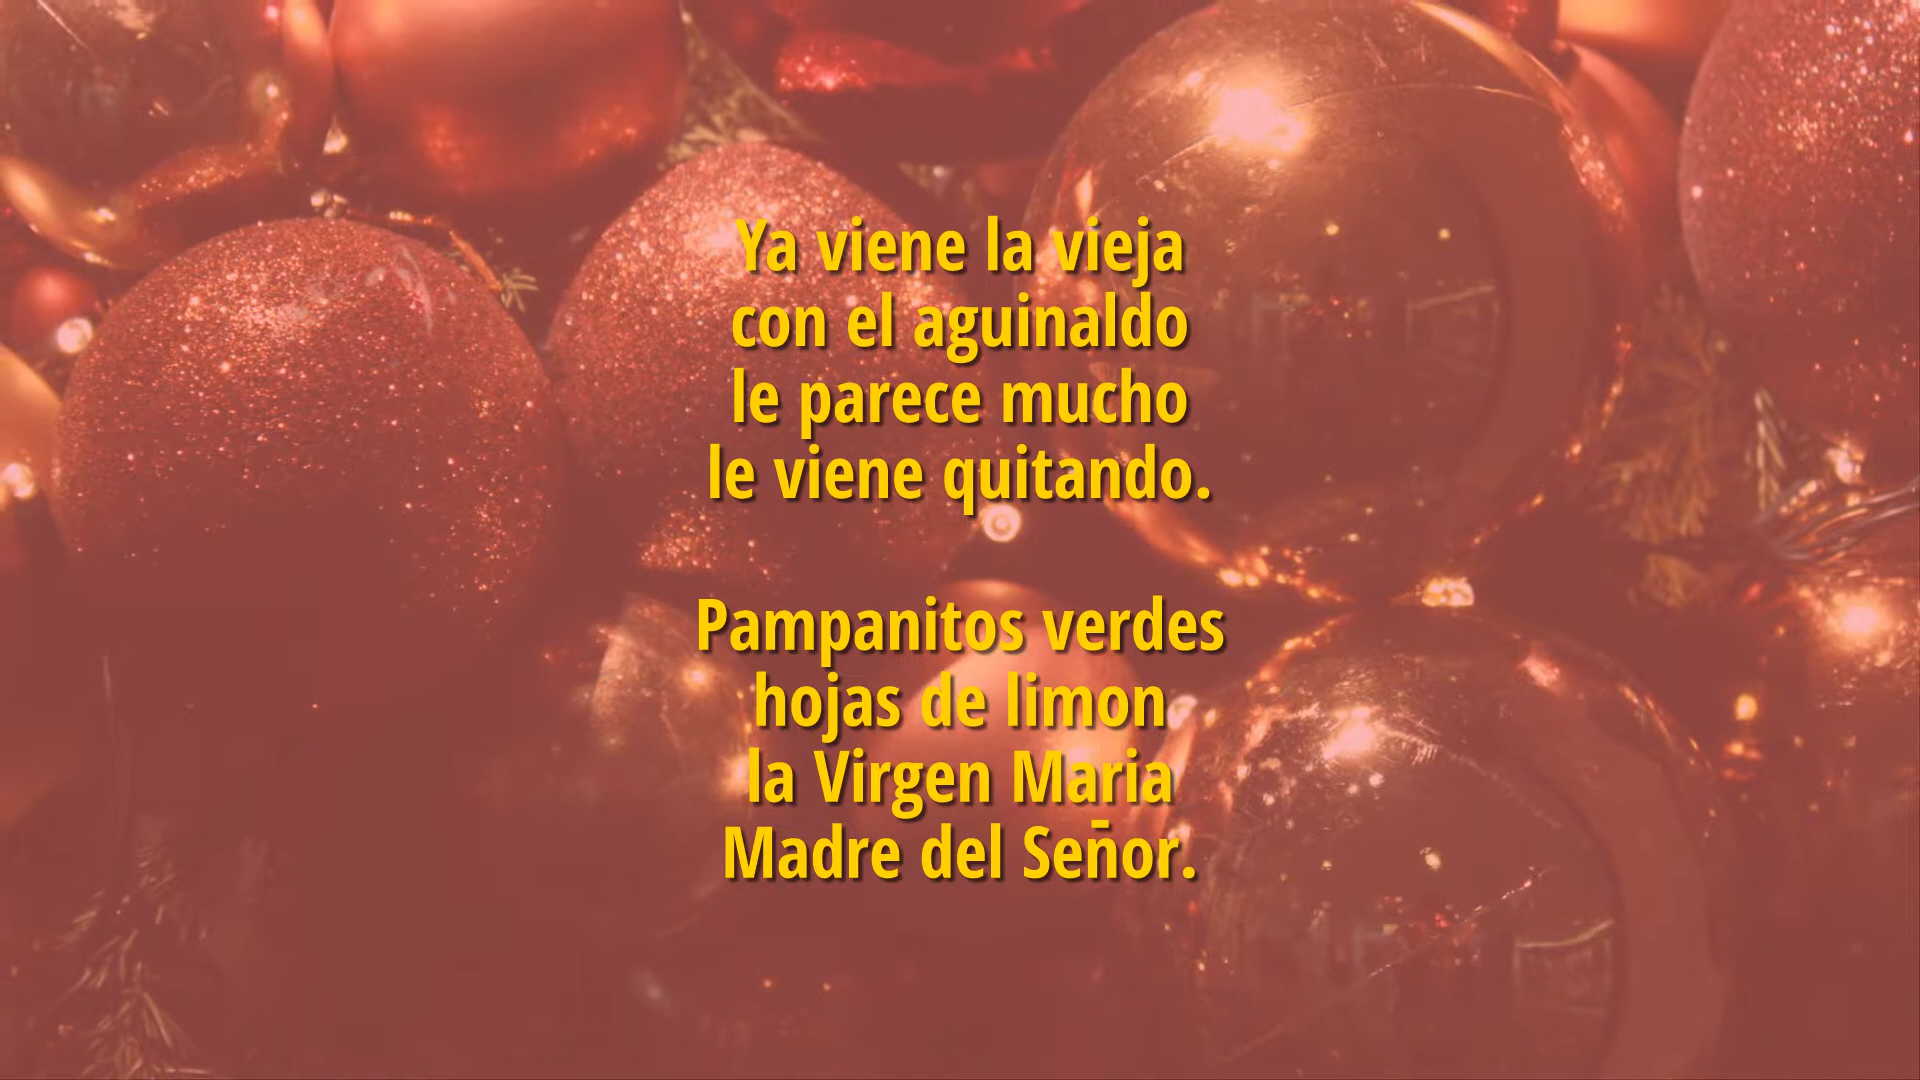 Ya viene la vieja
con el aguinaldo
le parece mucho
le viene quitando.
Pampanitos verdes
hojas de limon
la Virgen Maria
Madre del Señor.